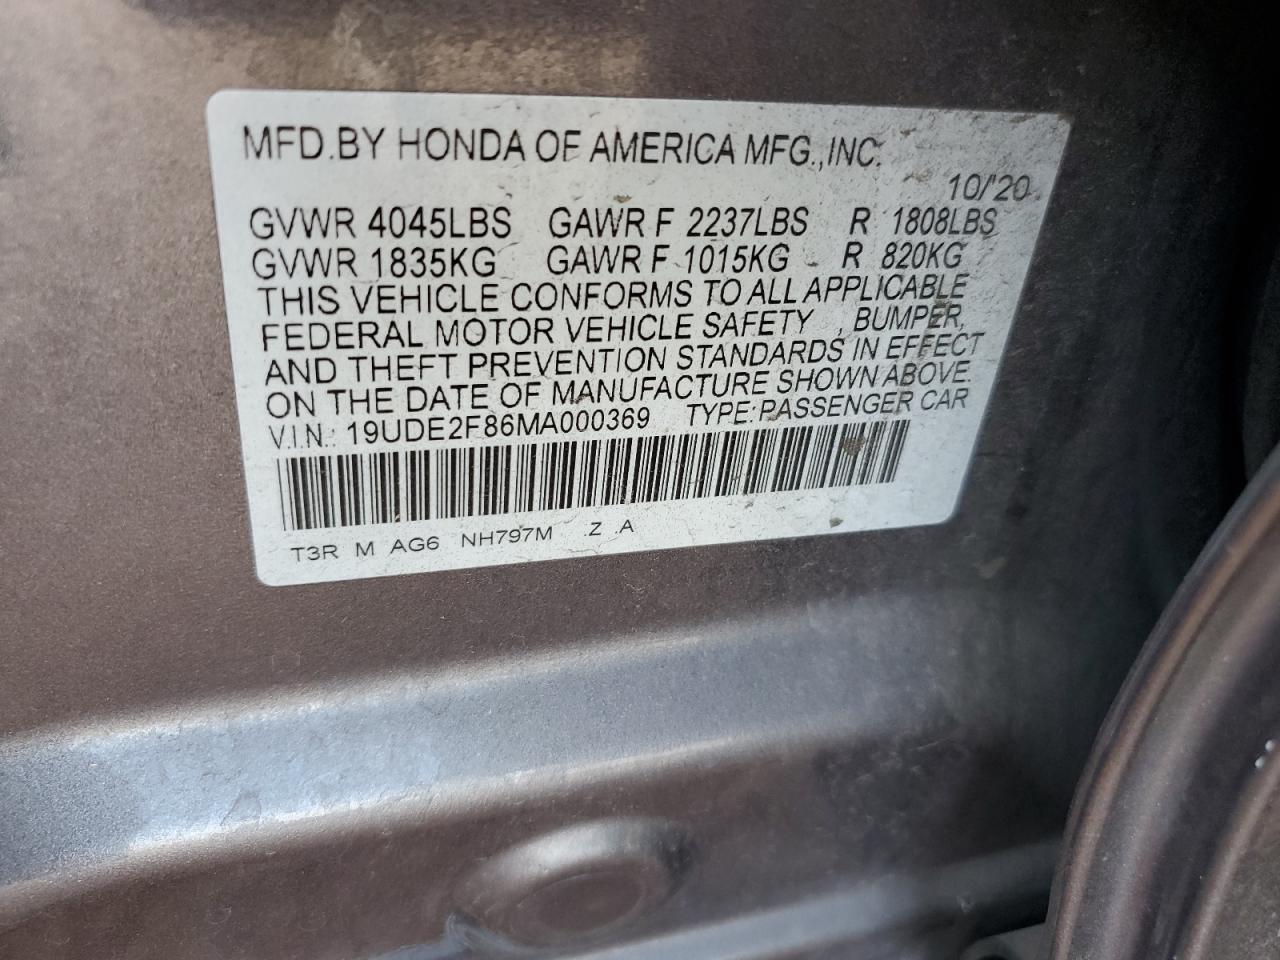 MFD.BY HONDA OF AMERICA MFG.,INC.
10/'20
GVWR 4045LBS GAWR F 2237LBS R 1808LBS
GVWR 1835KG GAWR F 1015KG R 820KG
THIS VEHICLE CONFORMS TO ALL APPLICABLE
FEDERAL MOTOR VEHICLE SAFETY , BUMPER,
AND THEFT PREVENTION STANDARDS IN EFFECT
ON THE DATE OF MANUFACTURE SHOWN ABOVE.
V.I.N.: 19UDE2F86MA000369 TYPE:PASSENGER CAR
T3R M AG6 NH797M .Z .A